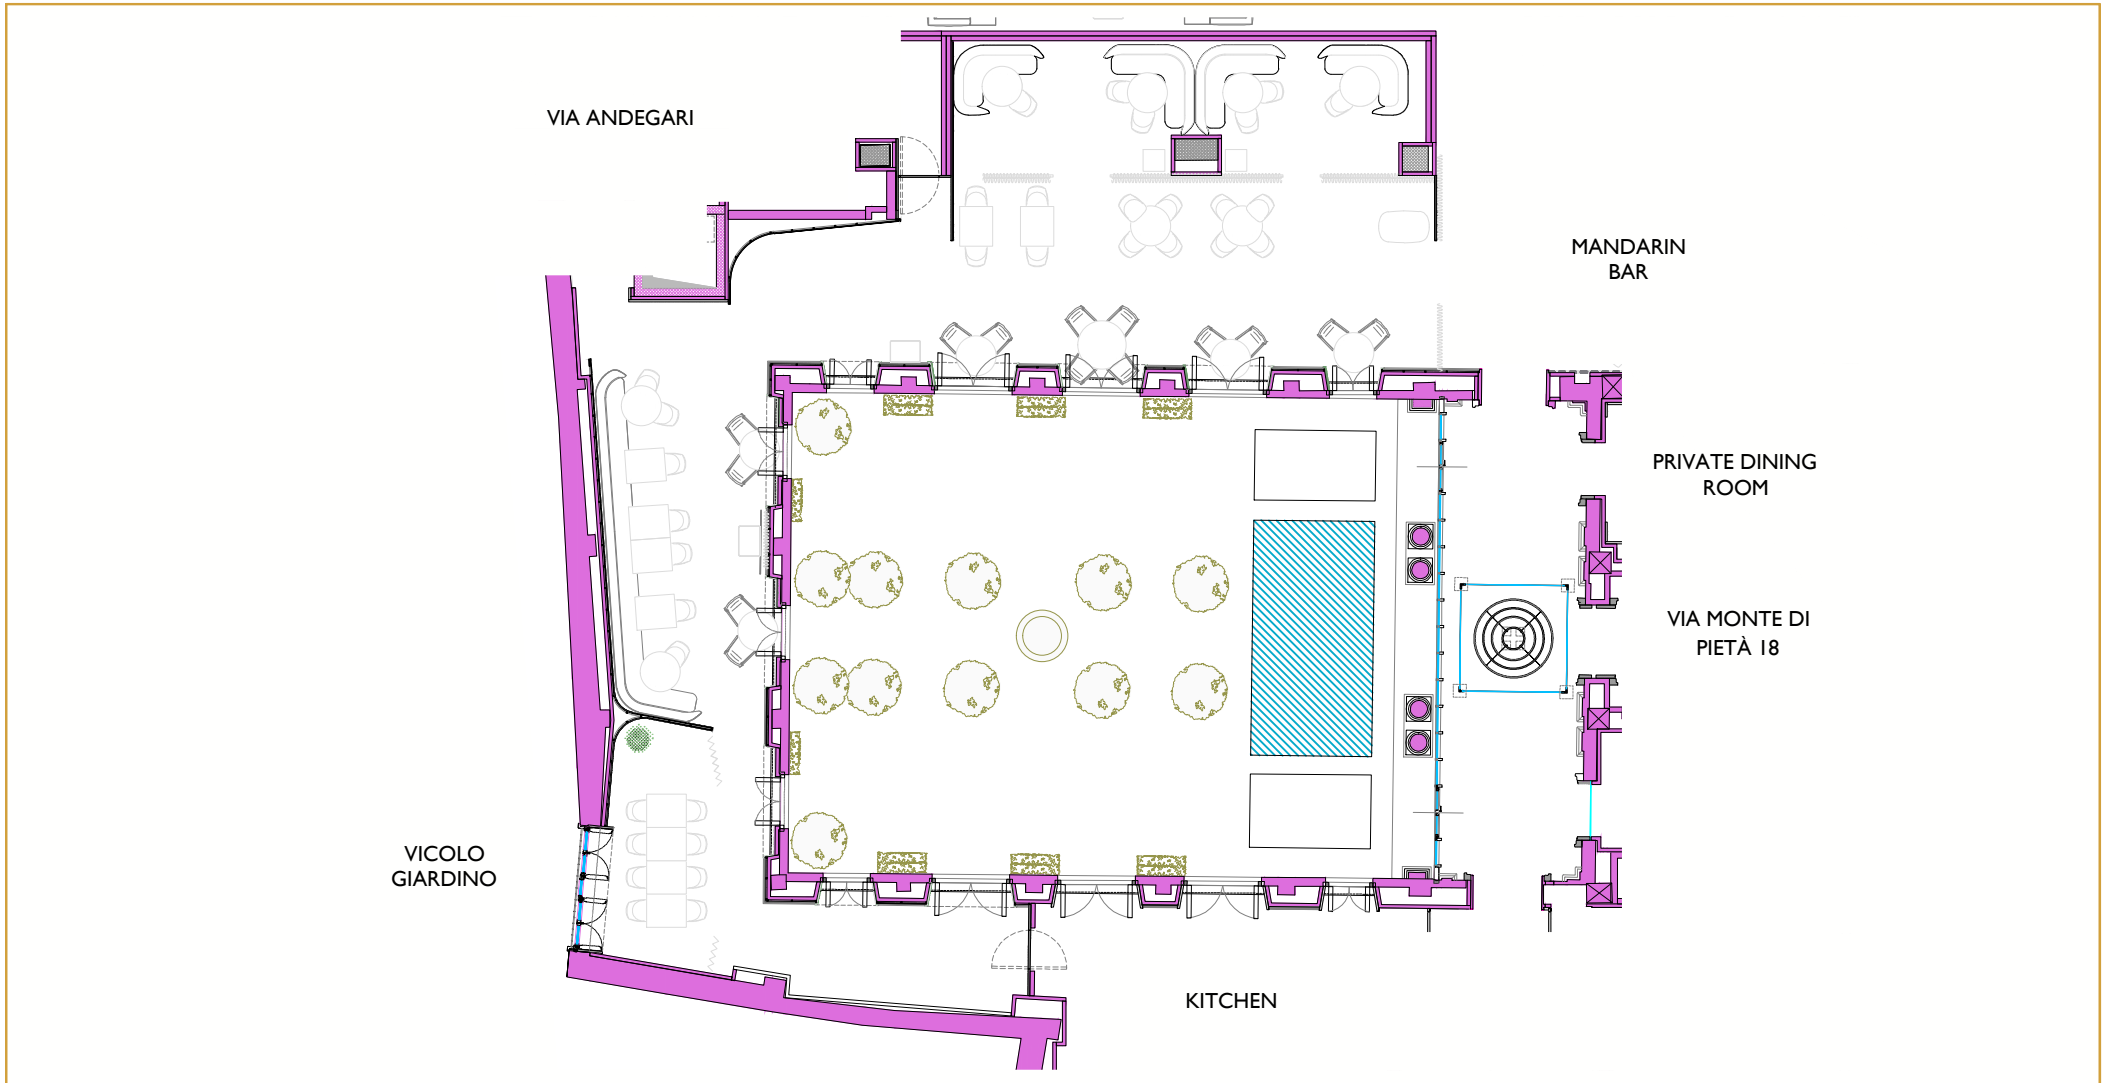 VIA ANDEGARI
MANDARIN
BAR
PRIVATE DINING
ROOM
VIA MONTE DI
PIETÀ 18
VICOLO
GIARDINO
KITCHEN